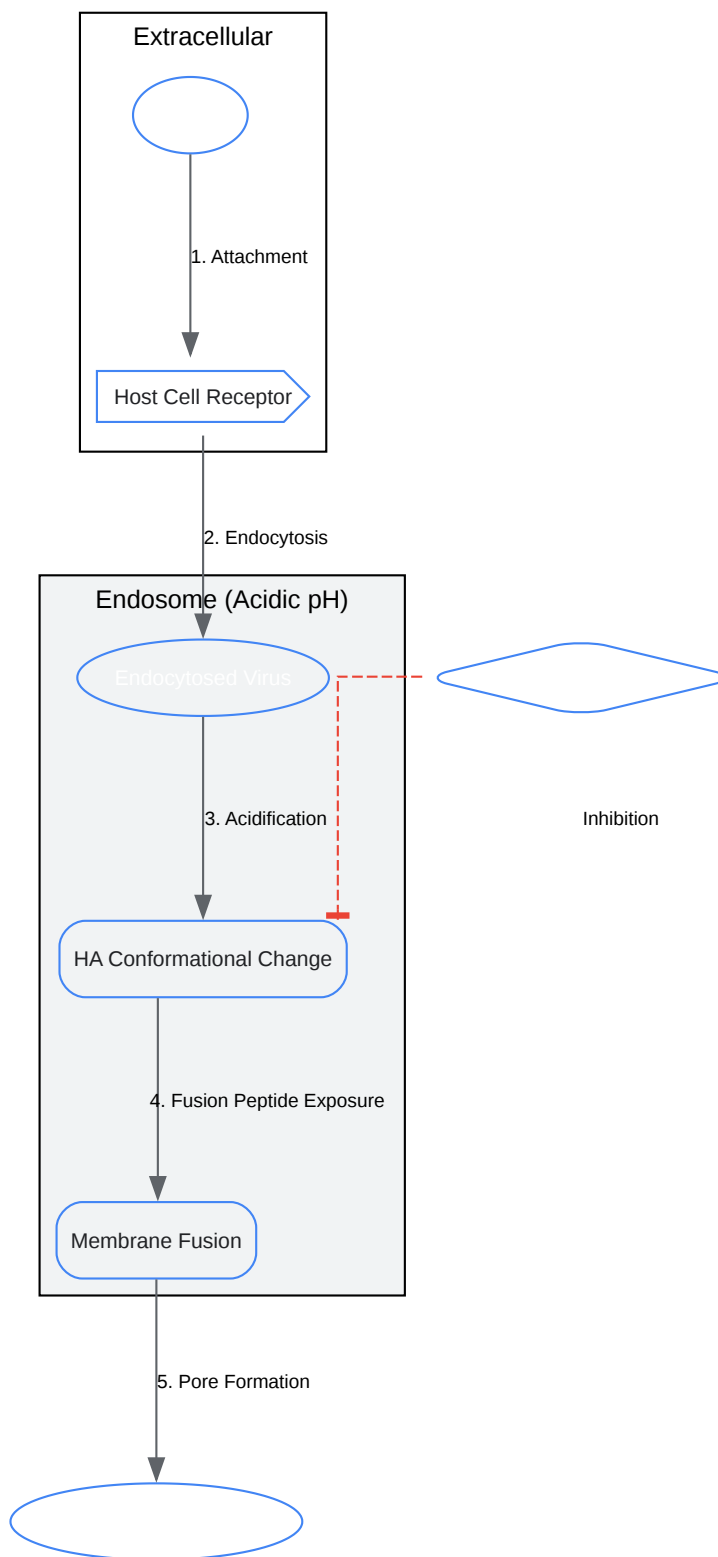 Extracellular
1. Attachment
Host Cell Receptor
2. Endocytosis
Endosome (Acidic pH)
Endocytosed Virus
3. Acidification
Inhibition
HA Conformational Change
4. Fusion Peptide Exposure
Membrane Fusion
5. Pore Formation